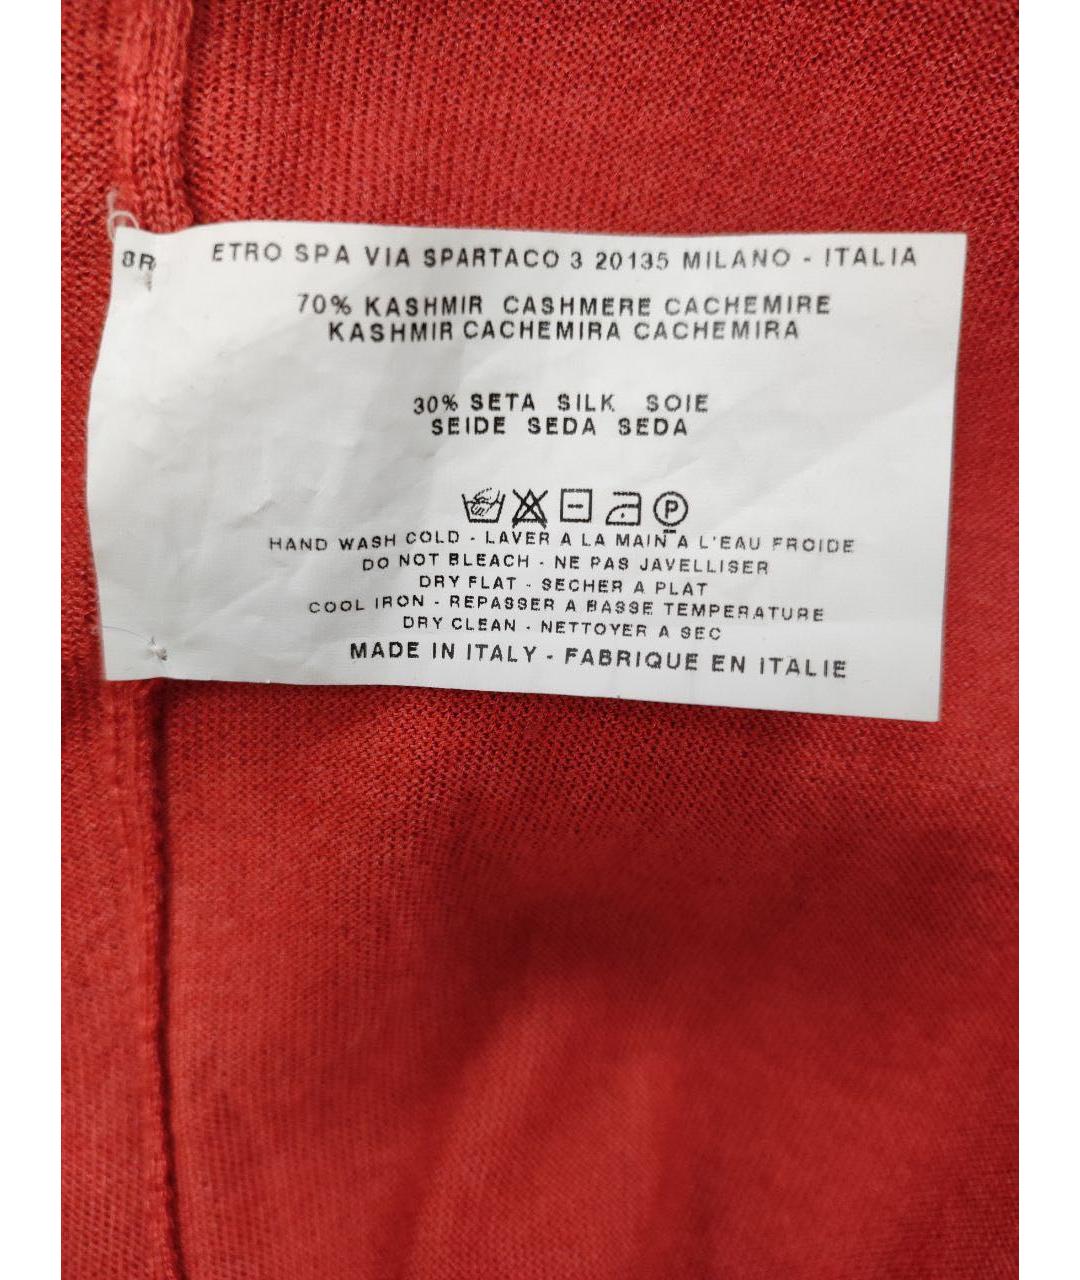 8R
ETRO SPA VIA SPARTACO 3 20135 MILANO - ITALIA
70% KASHMIR CASHMERE CACHEMIRE
KASHMIR CACHEMIRA CACHEMIRA
30% SETA SILK SOIE
SEIDE SEDA SEDA
P
HAND WASH COLD - LAVER A LA MAIN A L'EAU FROIDE
DO NOT BLEACH - NE PAS JAVELLISER
DRY FLAT - SECHER A PLAT
COOL IRON - REPASSER A BASSE TEMPERATURE
DRY CLEAN - NETTOYER A SEC
MADE IN ITALY - FABRIQUE EN ITALIE